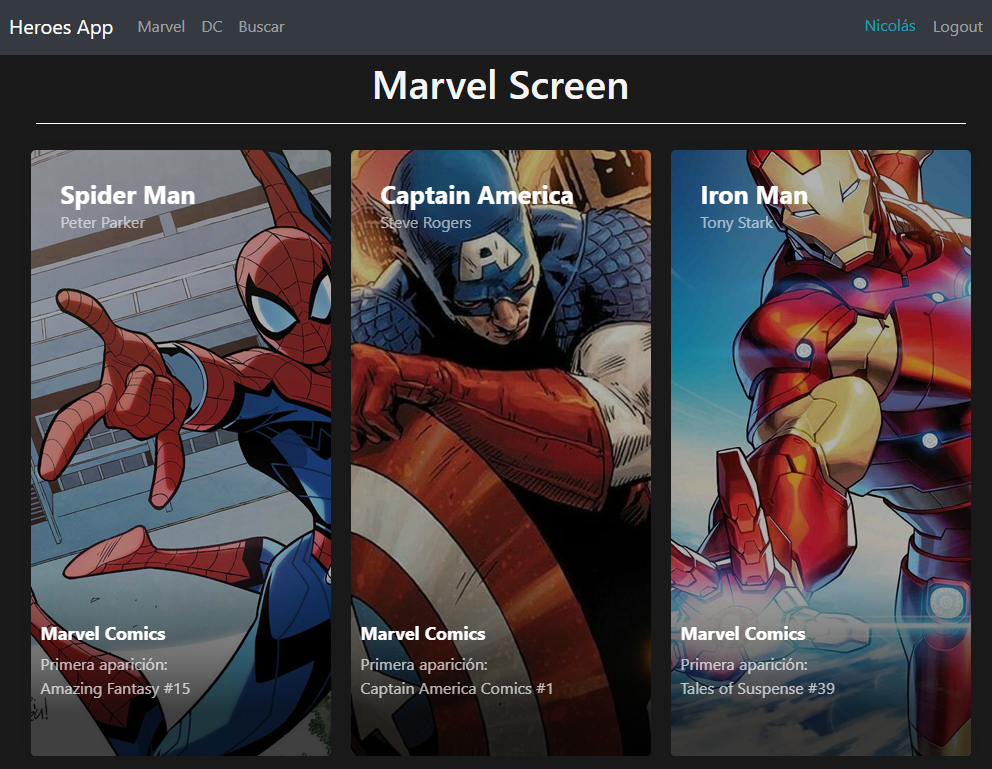 Heroes App Marvel DC Buscar Nicolás Logout
Marvel Screen
Spider Man
Peter Parker
Marvel Comics
Primera aparición:
Amazing Fantasy #15
Captain America
Steve Rogers
A
Marvel Comics
Primera aparición:
Captain America Comics #1
Iron Man
Tony Stark
Marvel Comics
Primera aparición:
Tales of Suspense #39